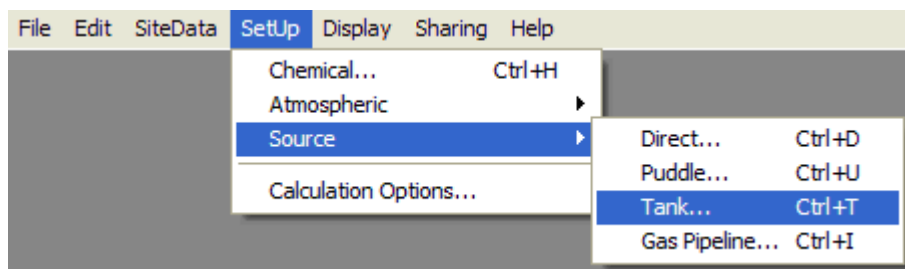 File Edit SiteData SetUp Display Sharing Help
Chemical... Ctrl+H
Atmospheric
Source
Calculation Options...
Direct... Ctrl+D
Puddle... Ctrl+U
Tank... Ctrl+T
Gas Pipeline... Ctrl+I